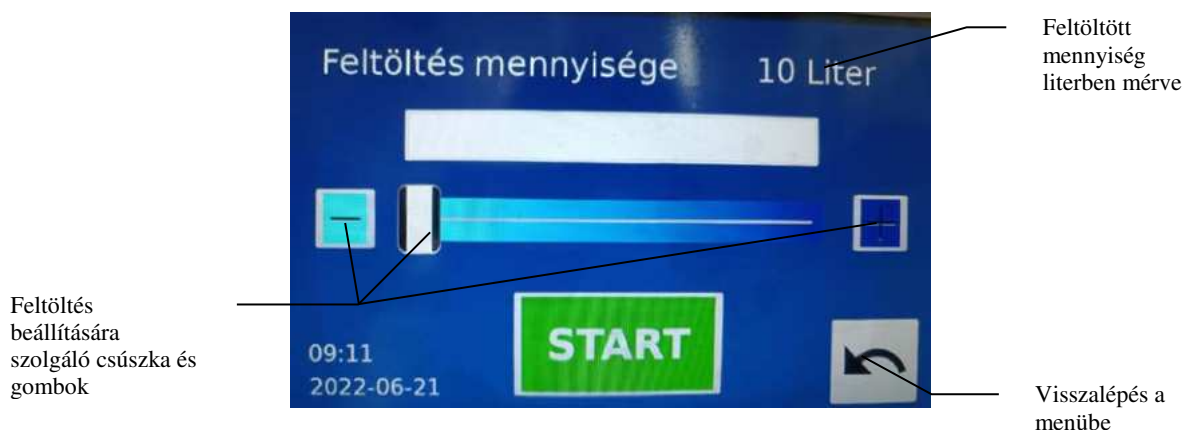 Feltöltött
mennyiség
literben mérve
Feltöltés mennyisége 10 Liter
− +
Feltöltés
beállítására
szolgáló csúszka és
gombok
START
09:11
2022-06-21
Visszalépés a
menübe